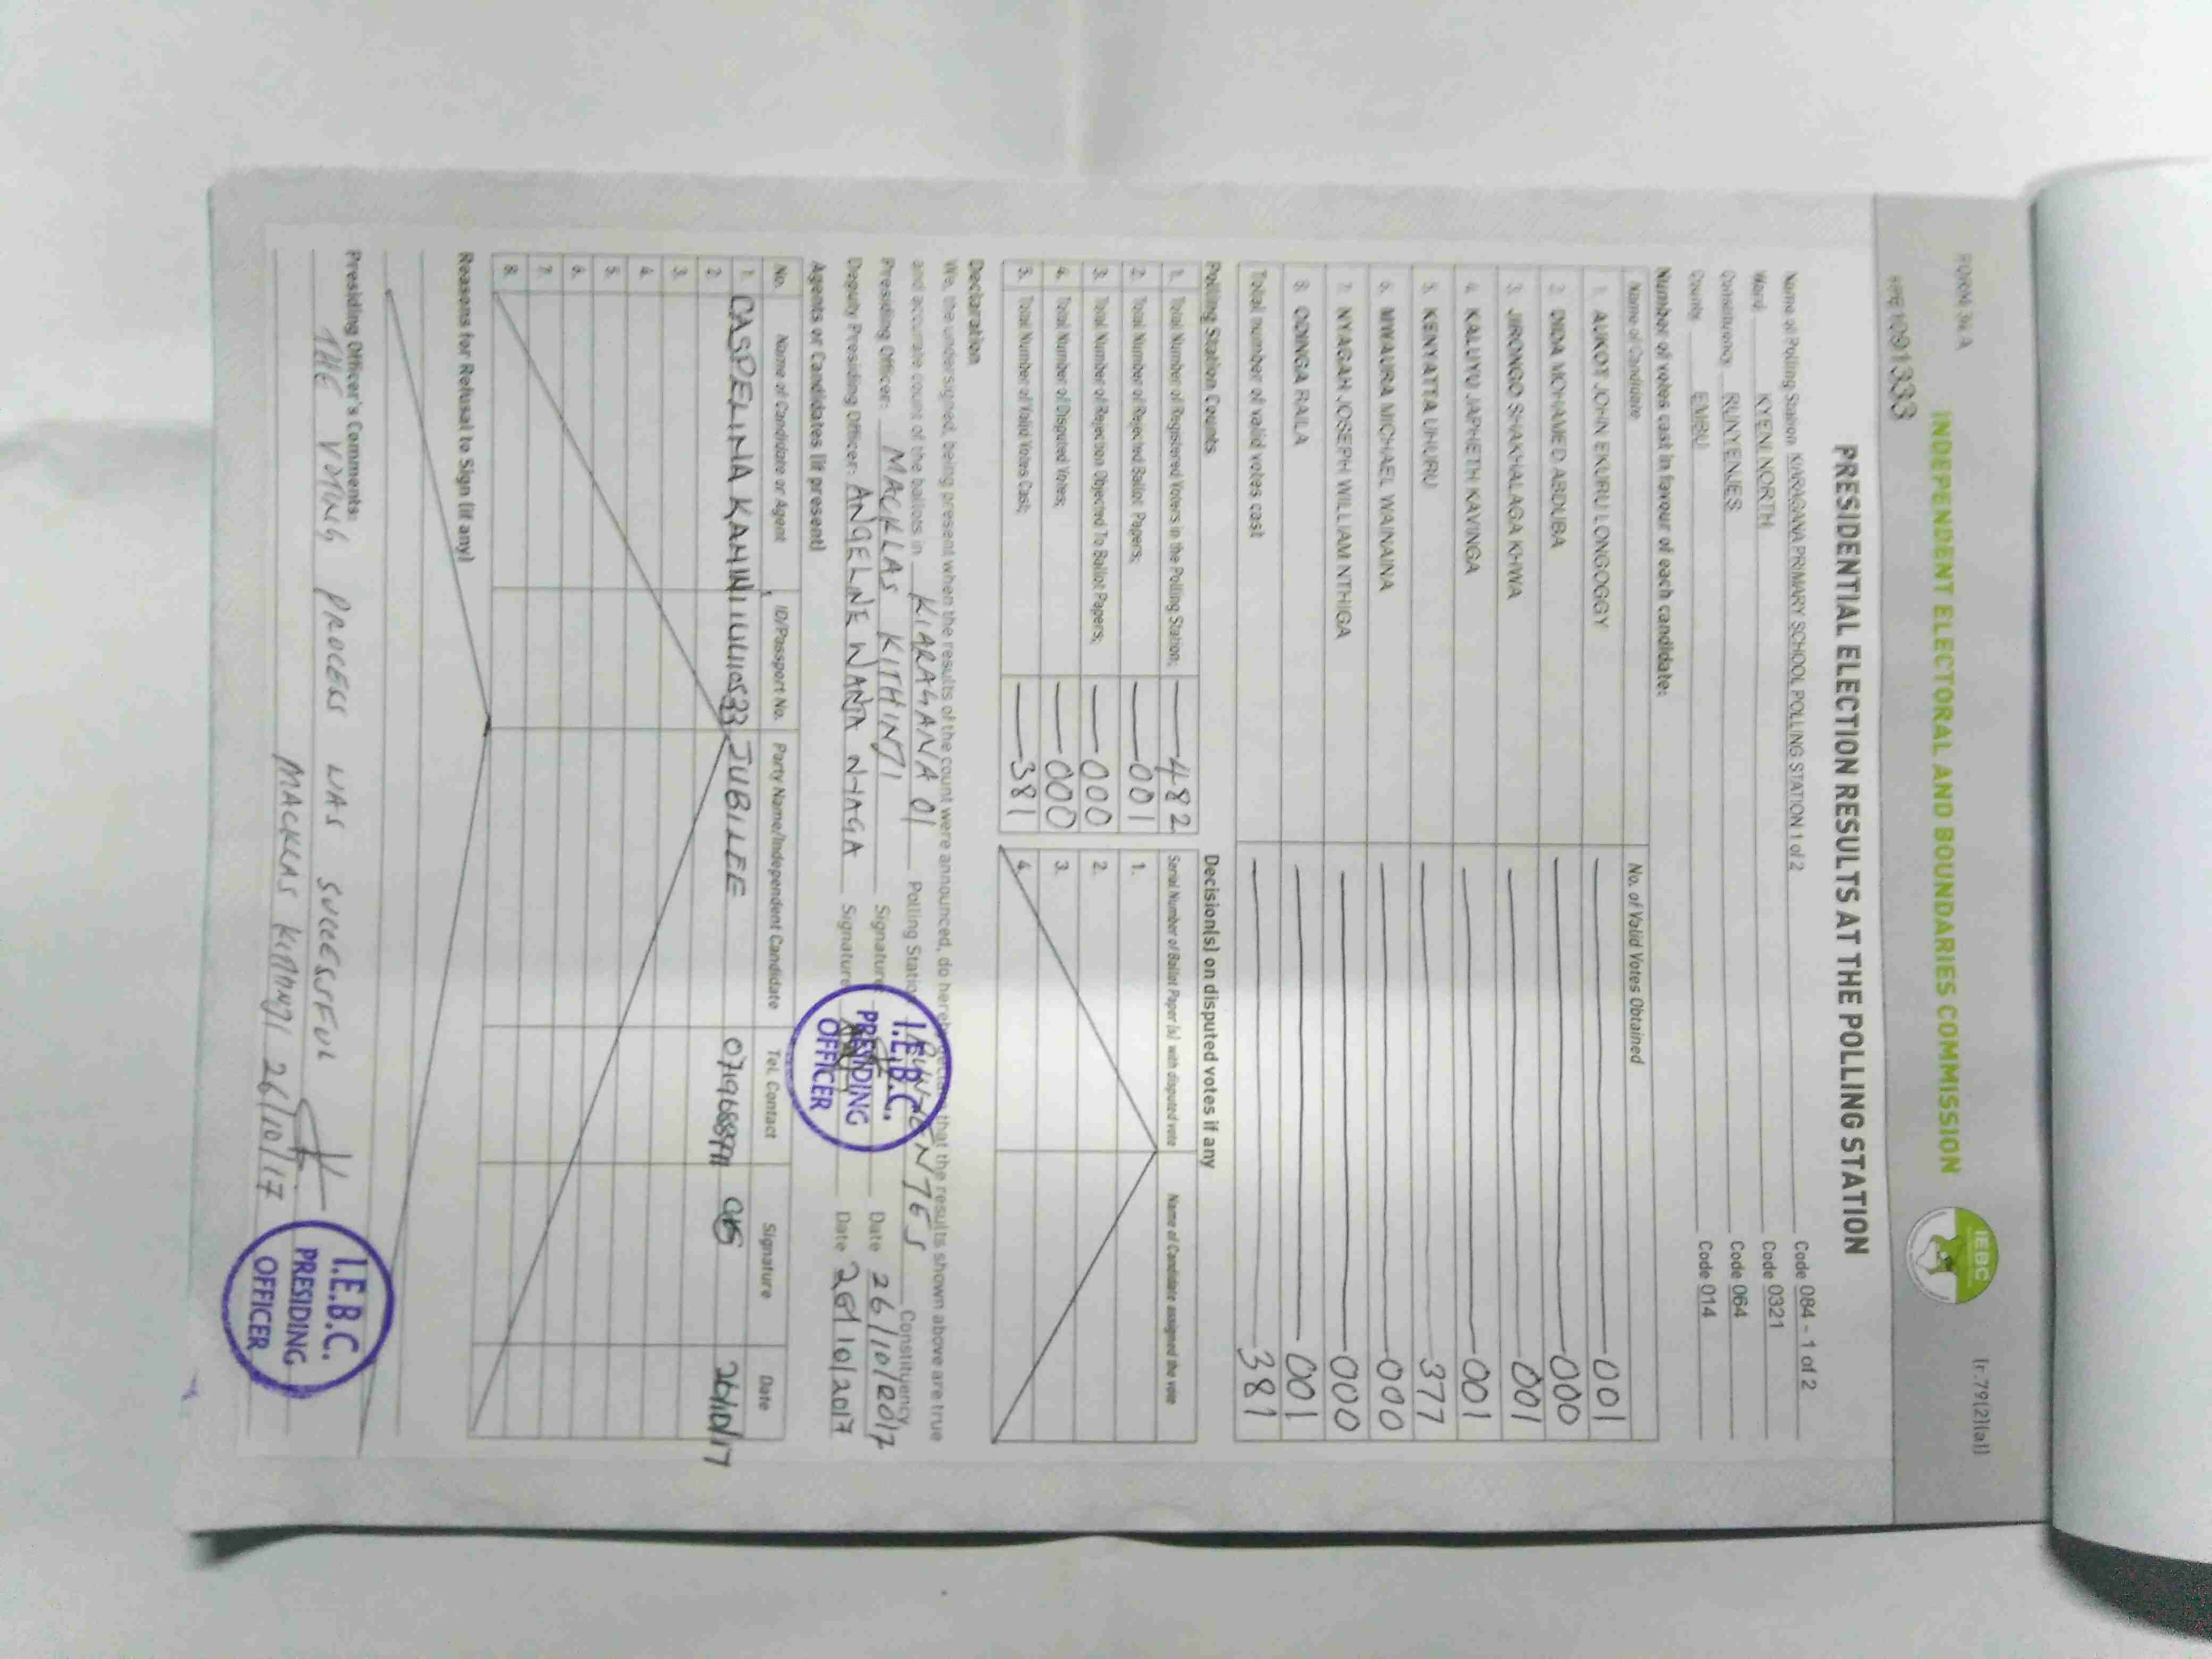 FORM 34 A
[r.79(2)(a)]
INDEPENDENT ELECTORAL AND BOUNDARIES COMMISSION
IEBC
1091333
PRESIDENTIAL ELECTION RESULTS AT THE POLLING STATION
Name of Polling Station KIARAGANA PRIMARY SCHOOL POLLING STATION 1 of 2 Code 084 - 1 of 2
Ward KYENI NORTH Code 0321
Constituency RUNYENJES Code 064
County EMBU Code 014
Number of votes cast in favour of each candidate:
Name of Candidate No. of Valid Votes Obtained
1. AUKOT JOHN EKURU LONGOGGY 001
2. DIDA MOHAMED ABDUBA 000
3. JIRONGO SHAKHALAGA KHWA 001
4. KALUYU JAPHETH KAVINGA 001
5. KENYATTA UHURU 377
6. MWAURA MICHAEL WAINAINA 000
7. NYAGAH JOSEPH WILLIAM NTHIGA 000
8. ODINGA RAILA 001
Total number of valid votes cast 381
Polling Station Counts
1. Total Number of Registered Voters in the Polling Station; 482
2. Total Number of Rejected Ballot Papers; 001
3. Total Number of Rejection Objected To Ballot Papers; 000
4. Total Number of Disputed Votes; 000
5. Total Number of Valid Votes Cast; 381
Decision(s) on disputed votes if any
Serial Number of Ballot Paper (s) with disputed vote Name of Candidate assigned the vote
1.
2.
3.
4.
Declaration
We, the undersigned, being present when the results of the count were announced, do hereby declare that the results shown above are true
and accurate count of the ballots in KIARAGANA 01 Polling Station RUNYENJES Constituency
Presiding Officer: MACKLAS Signature Date 26/10/2017
Deputy Presiding Officer: ANGELINE WANJA Signature Date 26/10/2017
I.E.B.C.
PRESIDING
OFFICER
Agents or Candidates (if present)
No. Name of Candidate or Agent ID/Passport No. Party Name/Independent Candidate Tel. Contact Signature Date
1. CASPELINA JUBILEE 26/10/17
2.
3.
4.
5.
6.
7.
8.
Reasons for Refusal to Sign (if any)
Presiding Officer's Comments:
THE VOTING PROCESS WAS SUCCESSFUL
MACKLAS 26/10/17
I.E.B.C.
PRESIDING
OFFICER